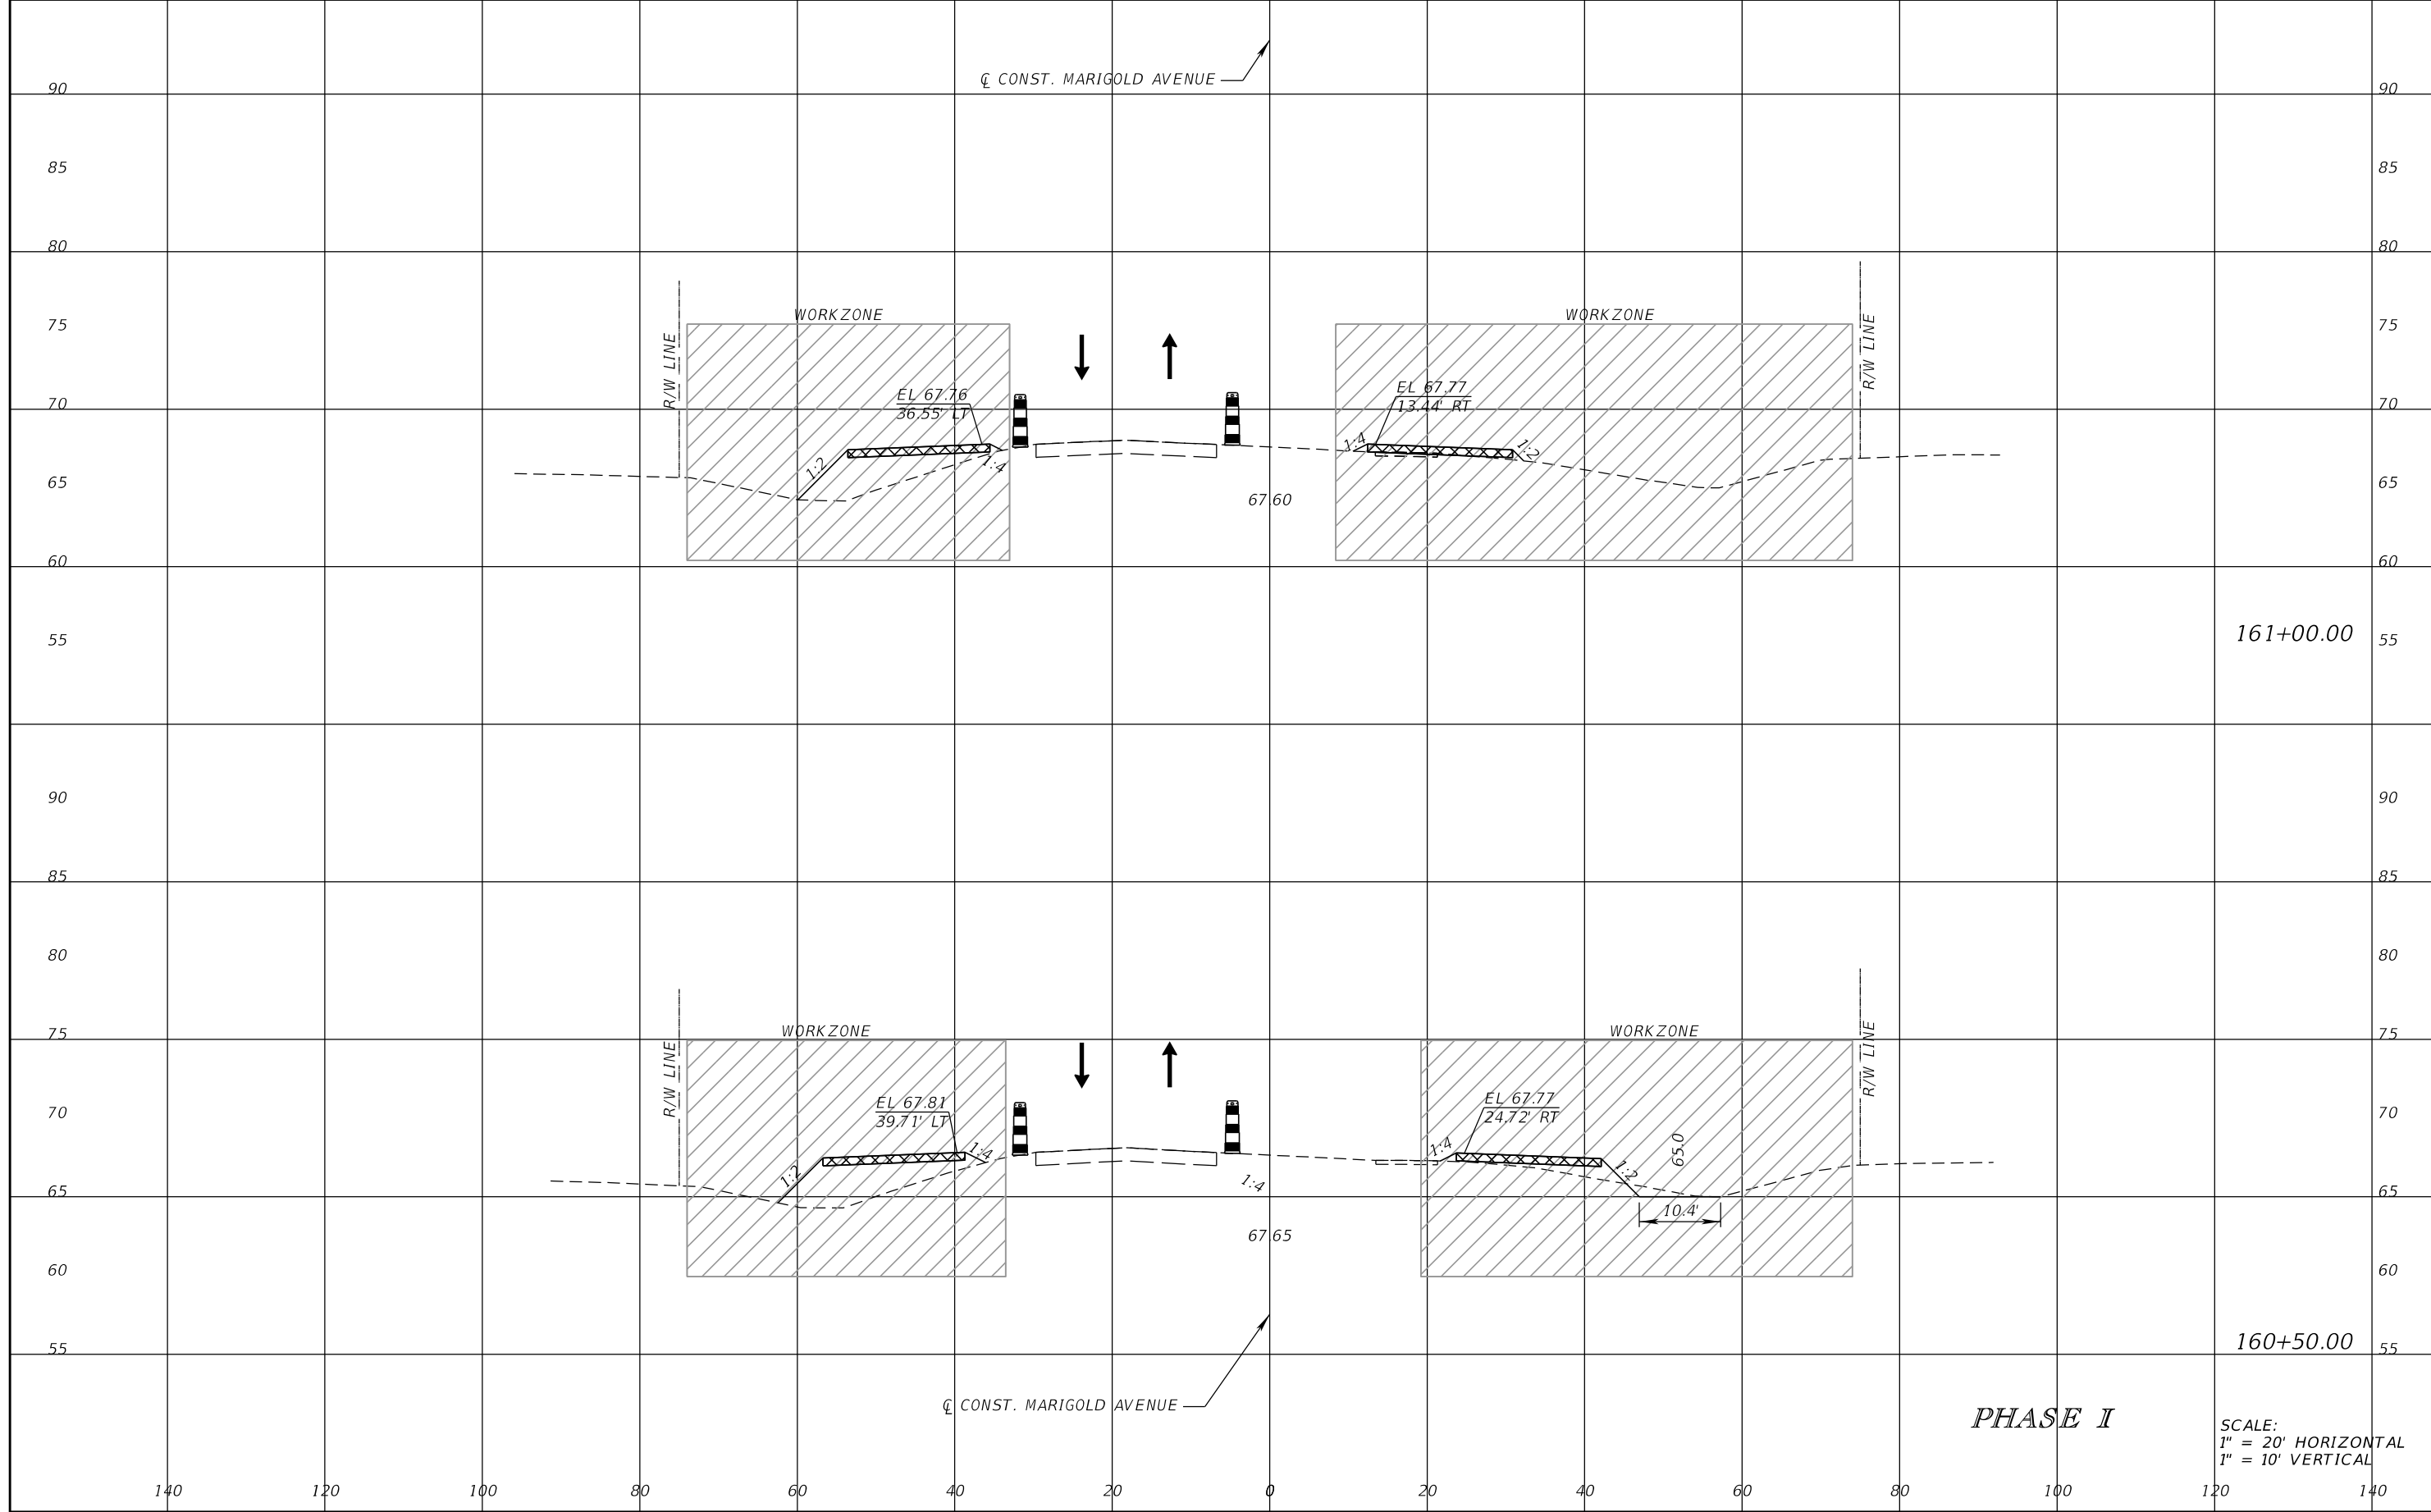 ℄ CONST. MARIGOLD AVENUE
90 90
85 85
80 80
WORKZONE WORKZONE
75 75
R/W LINE R/W LINE
EL 67.76 EL 67.77
36.55' LT 13.44' RT
70 70
1:2 1:4 1:4 1:2
65 65
67.60
60 60
55 161+00.00 55
90 90
85 85
80 80
75 75
WORKZONE WORKZONE
R/W LINE R/W LINE
EL 67.81 EL 67.77
39.71' LT 24.72' RT
70 70
1:2 1:4 1:4 1:2 65.0
1:4
65 65
10.4'
67.65
60 60
55 160+50.00 55
℄ CONST. MARIGOLD AVENUE
PHASE I
SCALE:
1" = 20' HORIZONTAL
1" = 10' VERTICAL
140 120 100 80 60 40 20 0 20 40 60 80 100 120 140